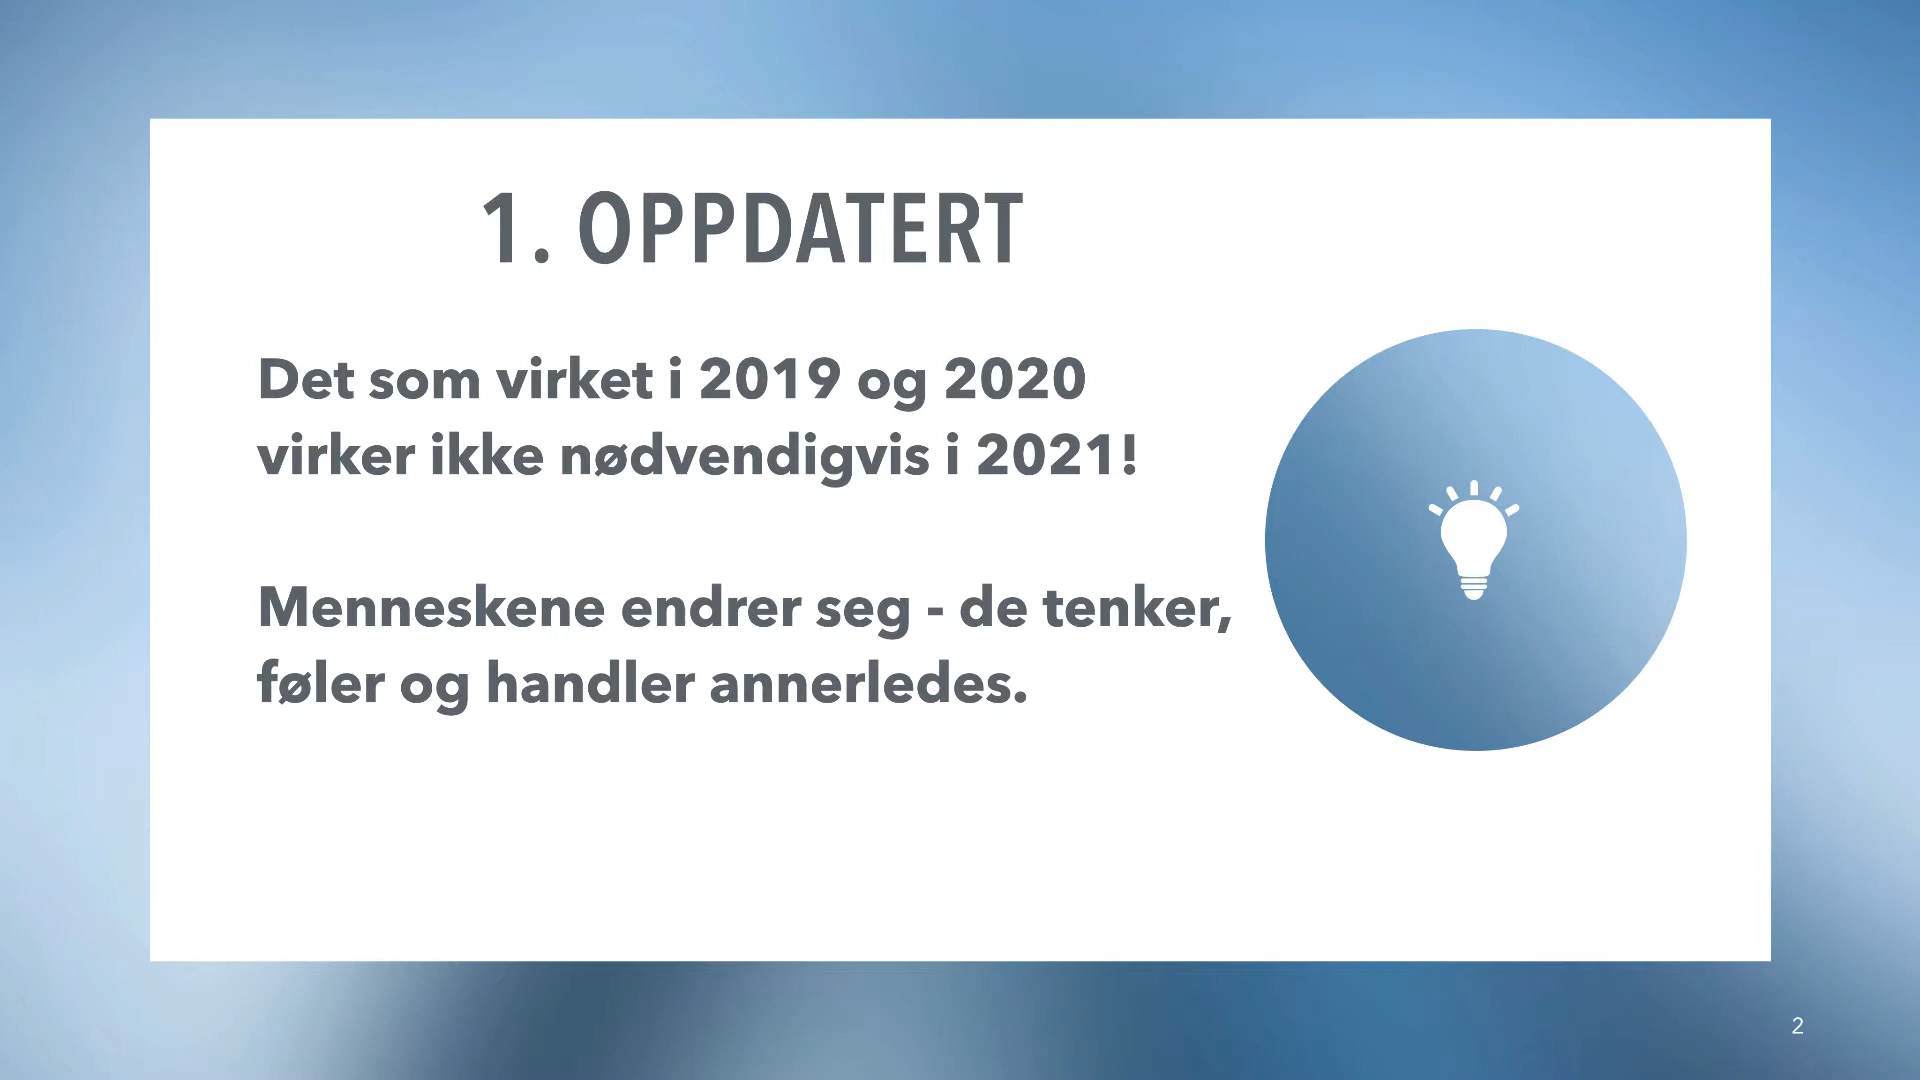 1. OPPDATERT
Det som virket i 2019 og 2020
virker ikke nødvendigvis i 2021!
Menneskene endrer seg - de tenker,
føler og handler annerledes.
2